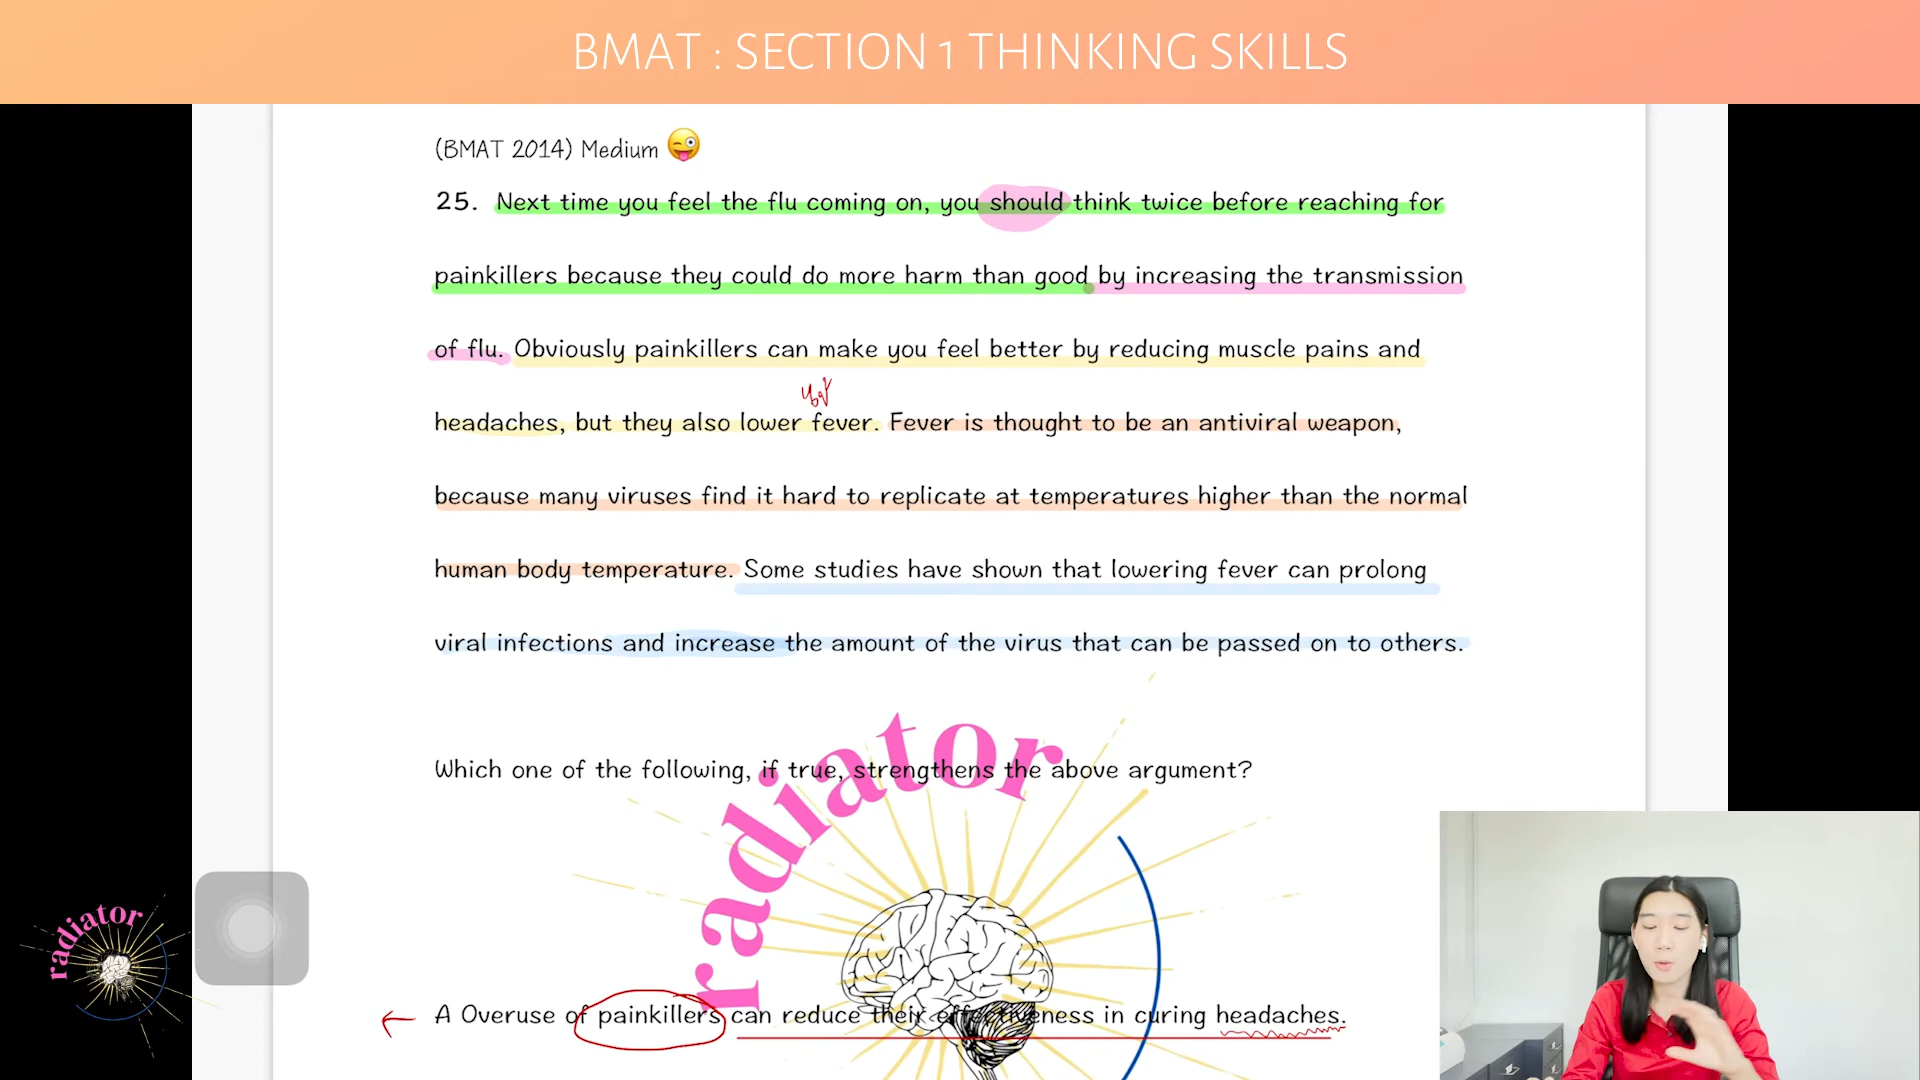 BMAT : SECTION 1 THINKING SKILLS
(BMAT 2014) Medium 😜
25. Next time you feel the flu coming on, you should think twice before reaching for
painkillers because they could do more harm than good by increasing the transmission
of flu. Obviously painkillers can make you feel better by reducing muscle pains and
headaches, but they also lower fever. Fever is thought to be an antiviral weapon,
because many viruses find it hard to replicate at temperatures higher than the normal
human body temperature. Some studies have shown that lowering fever can prolong
viral infections and increase the amount of the virus that can be passed on to others.
Which one of the following, if true, strengthens the above argument?
radiator
radiator
A Overuse of painkillers can reduce their effectiveness in curing headaches.